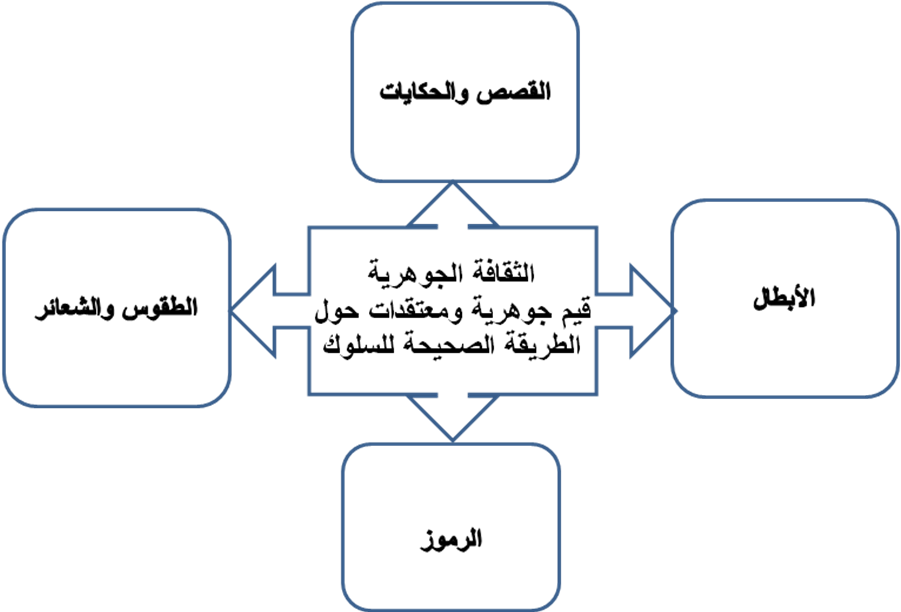 القصص والحكايات
الأبطال
الثقافة الجوهرية
قيم جوهرية ومعتقدات حول
الطريقة الصحيحة للسلوك
الطقوس والشعائر
الرموز